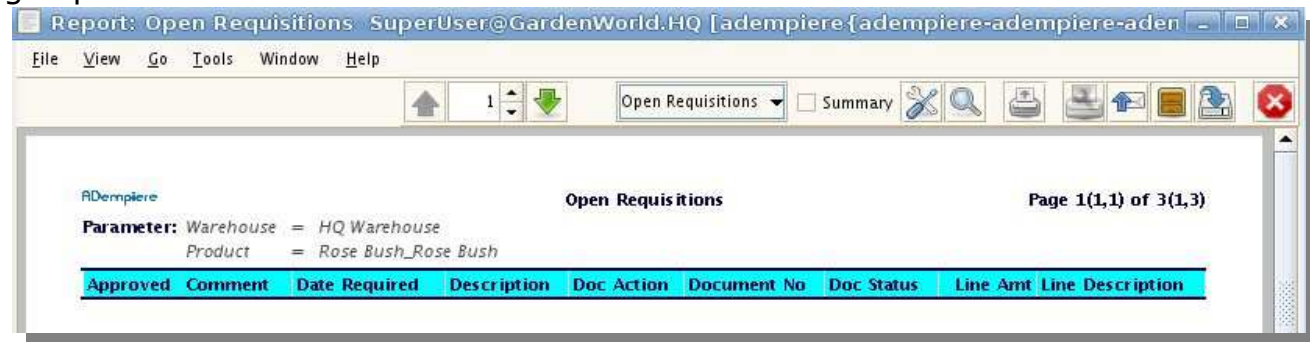 Report: Open Requisitions SuperUser@GardenWorld.HQ [adempiere{adempiere-adempiere-aden
File View Go Tools Window Help
1 Open Requisitions Summary
ADempiere Open Requisitions Page 1(1,1) of 3(1,3)
Parameter: Warehouse = HQ Warehouse
Product = Rose Bush_Rose Bush
Approved Comment Date Required Description Doc Action Document No Doc Status Line Amt Line Description